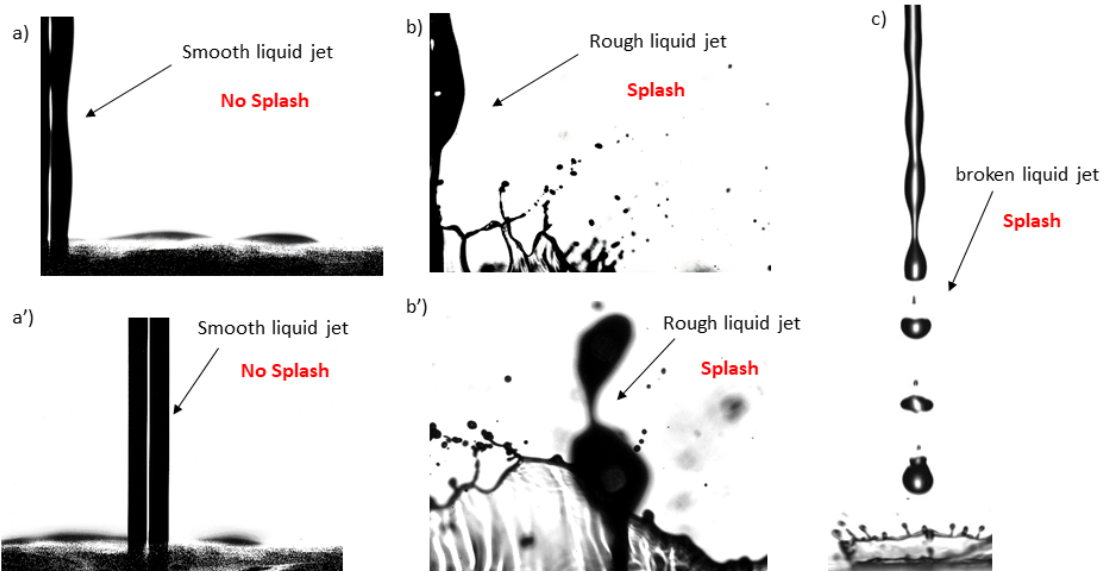 a)
Smooth liquid jet
No Splash
b)
Rough liquid jet
Splash
c)
broken liquid jet
Splash
a’)
Smooth liquid jet
No Splash
b’)
Rough liquid jet
Splash